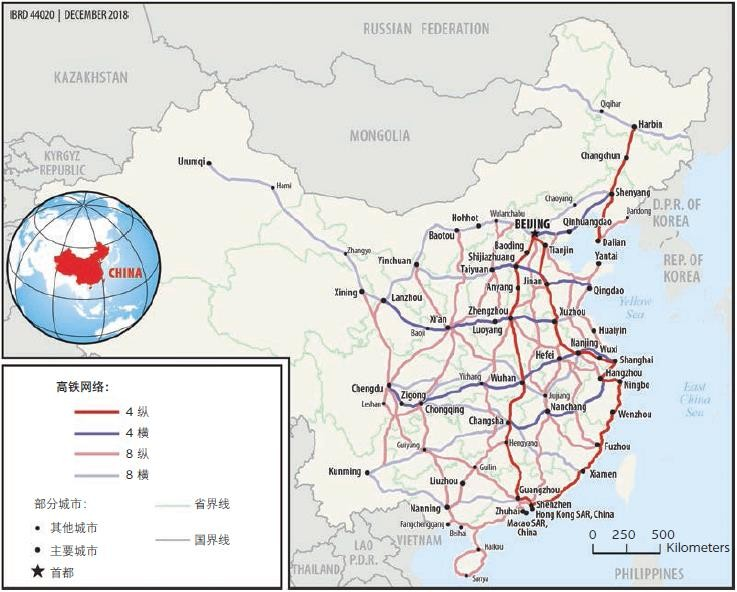 IBRD 44020 | DECEMBER 2018
RUSSIAN FEDERATION
KAZAKHSTAN
MONGOLIA
KYRGYZ
REPUBLIC
CHINA
D.P.R. OF
KOREA
REP. OF
KOREA
Yellow
Sea
East
China
Sea
VIETNAM
LAO
P.D.R.
THAILAND
PHILIPPINES
Qiqihar
Harbin
Changchun
Shenyang
Chaoyang
Dandong
Dalian
Urumqi
Hami
Zhangye
Hohhot
Wulanchabu
BEIJING
Qinhuangdao
Baotou
Baoding
Tianjin
Yantai
Shijiazhuang
Yinchuan
Taiyuan
Anyang
Jinan
Qingdao
Xining
Lanzhou
Xi'an
Zhengzhou
Xuzhou
Baoji
Luoyang
Huaiyin
Nanjing
Wuxi
Hefei
Shanghai
Hangzhou
Ningbo
Chengdu
Zigong
Yichang
Wuhan
Leshan
Chongqing
Jiujiang
Nanchang
Wenzhou
Changsha
Guiyang
Hengyang
Fuzhou
Kunming
Guilin
Xiamen
Liuzhou
Guangzhou
Nanning
Zhuhai
Shenzhen
Hong Kong SAR, China
Macao SAR,
China
Fangchenggang
Beihai
Haikou
Sanya
0 250 500
Kilometers
高铁网络:
4 纵
4 横
8 纵
8 横
部分城市:
其他城市
主要城市
首都
省界线
国界线